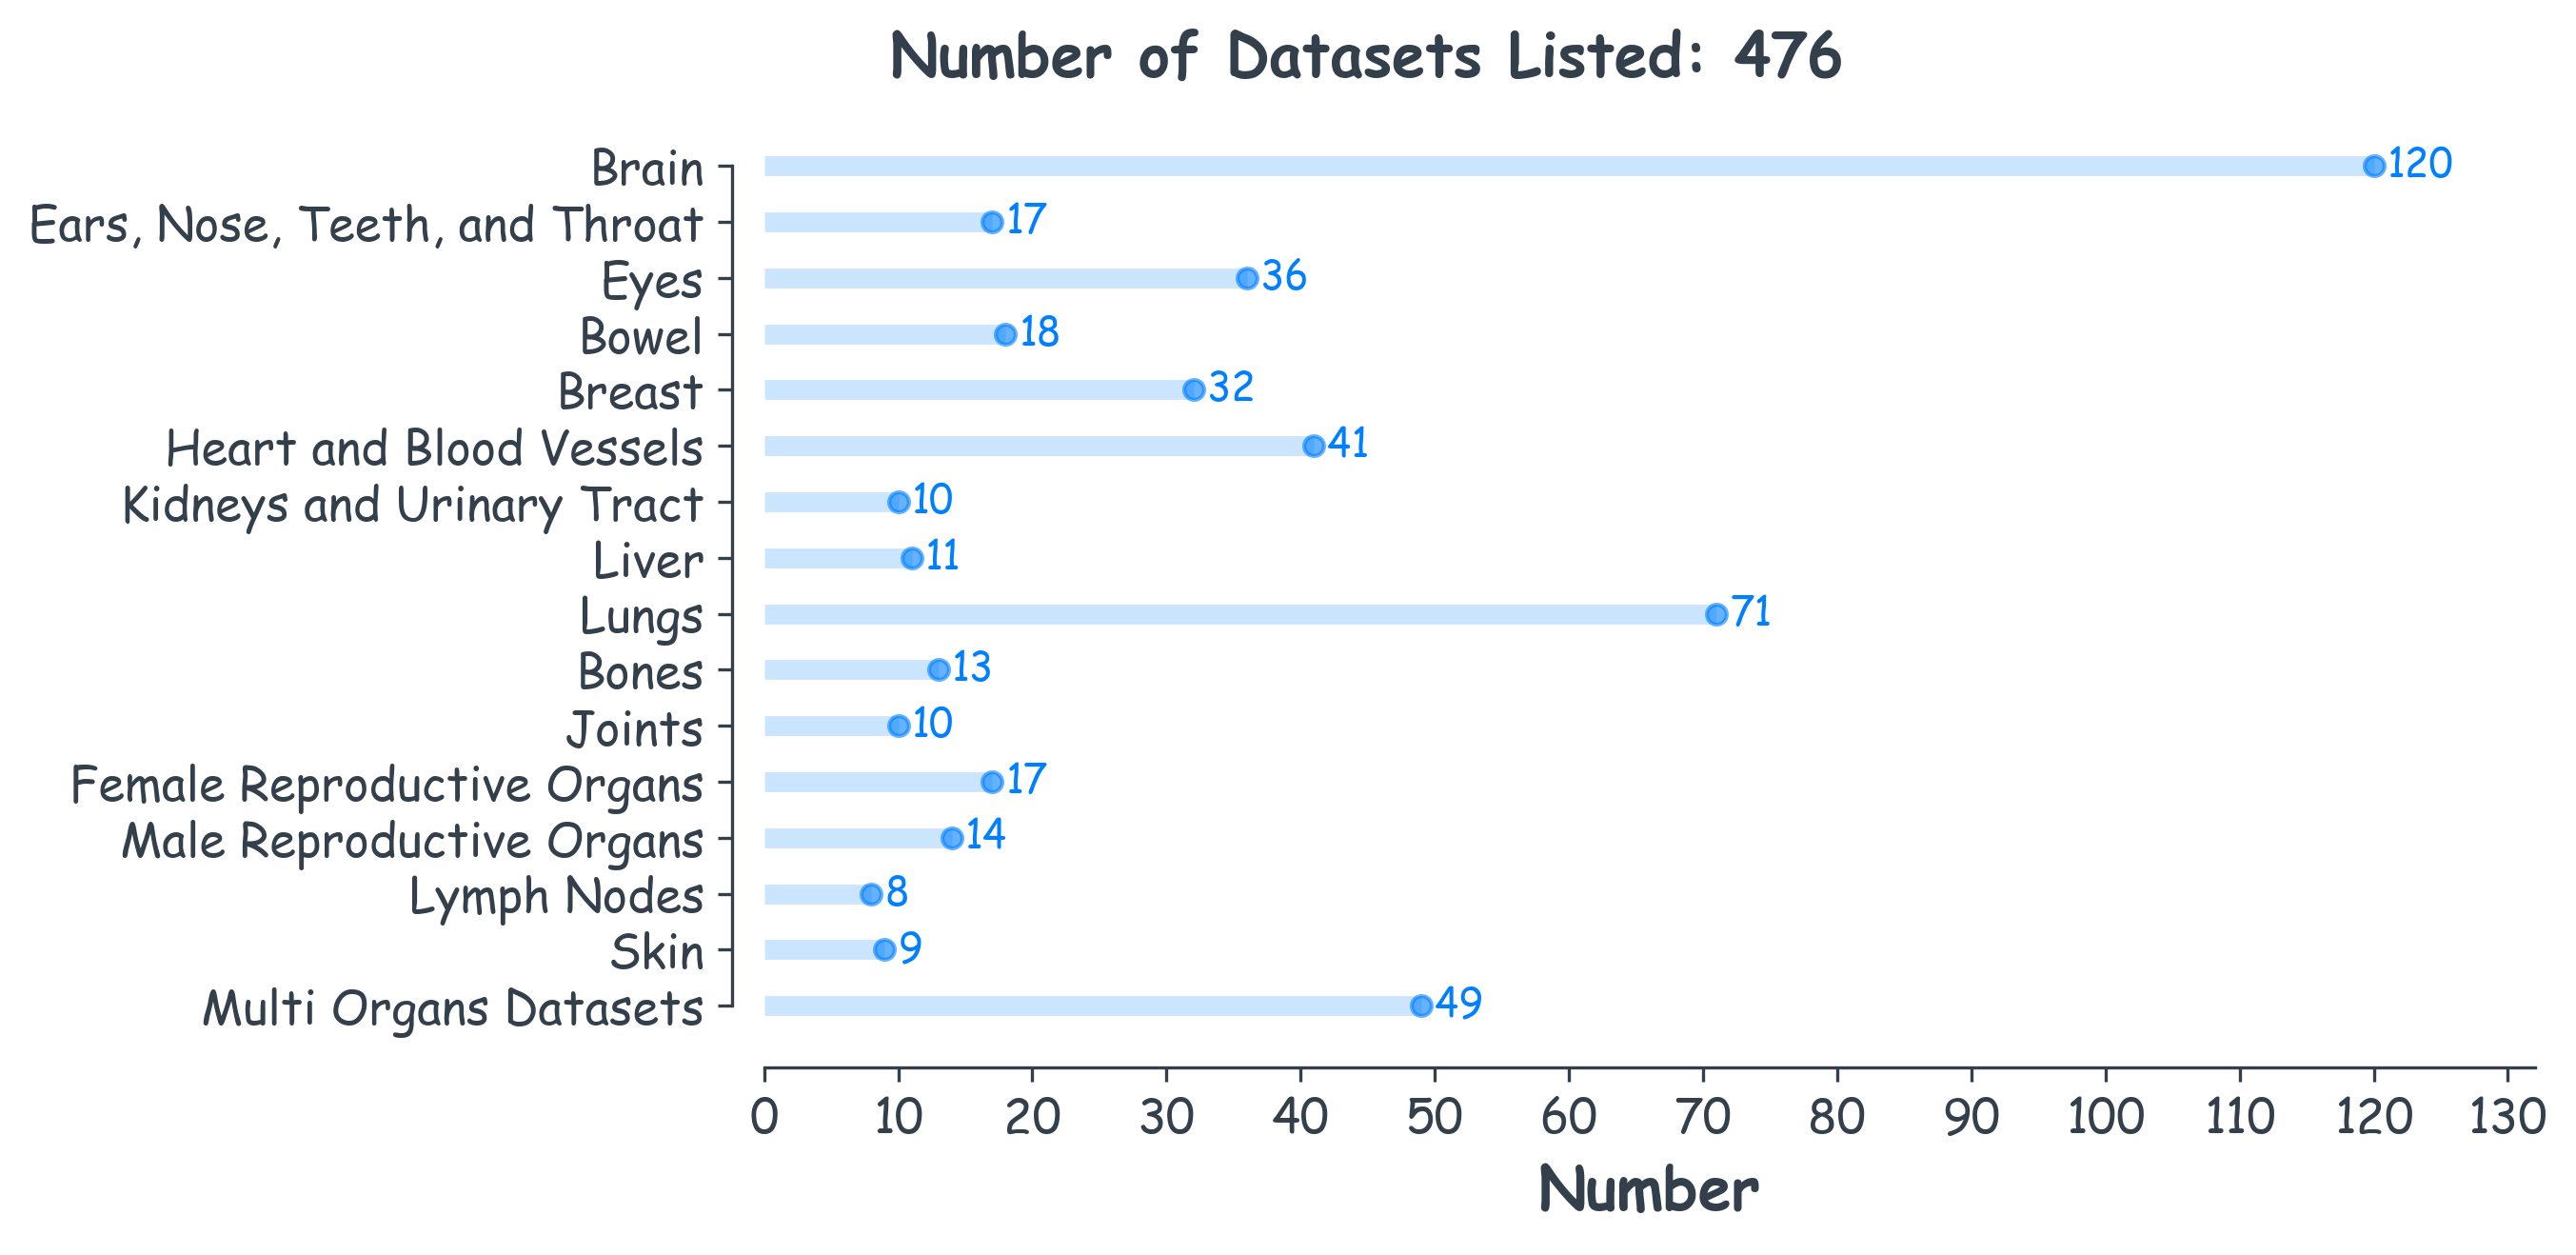 Number of Datasets Listed: 476
Brain 120
Ears, Nose, Teeth, and Throat 17
Eyes 36
Bowel 18
Breast 32
Heart and Blood Vessels 41
Kidneys and Urinary Tract 10
Liver 11
Lungs 71
Bones 13
Joints 10
Female Reproductive Organs 17
Male Reproductive Organs 14
Lymph Nodes 8
Skin 9
Multi Organs Datasets 49
0 10 20 30 40 50 60 70 80 90 100 110 120 130
Number